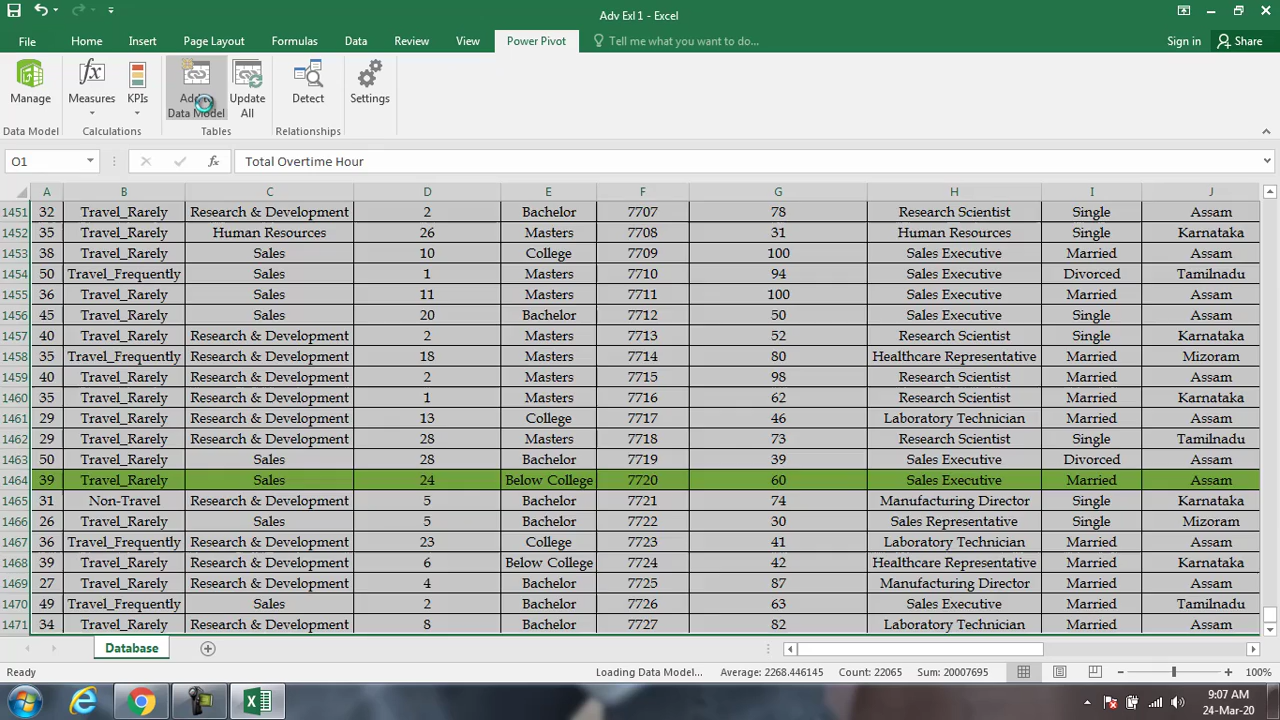 Adv Exl 1 - Excel
File Home Insert Page Layout Formulas Data Review View Power Pivot Tell me what you want to do... Sign in Share
Manage Measures KPIs Add to Data Model Update All Detect Settings
Data Model Calculations Tables Relationships
O1 fx Total Overtime Hour
A B C D E F G H I J
1451 32 Travel_Rarely Research & Development 2 Bachelor 7707 78 Research Scientist Single Assam
1452 35 Travel_Rarely Human Resources 26 Masters 7708 31 Human Resources Single Karnataka
1453 38 Travel_Rarely Sales 10 College 7709 100 Sales Executive Married Assam
1454 50 Travel_Frequently Sales 1 Masters 7710 94 Sales Executive Divorced Tamilnadu
1455 36 Travel_Rarely Sales 11 Masters 7711 100 Sales Executive Married Assam
1456 45 Travel_Rarely Sales 20 Bachelor 7712 50 Sales Executive Single Assam
1457 40 Travel_Rarely Research & Development 2 Masters 7713 52 Research Scientist Single Karnataka
1458 35 Travel_Frequently Research & Development 18 Masters 7714 80 Healthcare Representative Married Mizoram
1459 40 Travel_Rarely Research & Development 2 Masters 7715 98 Research Scientist Married Assam
1460 35 Travel_Rarely Research & Development 1 Masters 7716 62 Research Scientist Married Karnataka
1461 29 Travel_Rarely Research & Development 13 College 7717 46 Laboratory Technician Married Assam
1462 29 Travel_Rarely Research & Development 28 Masters 7718 73 Research Scientist Single Tamilnadu
1463 50 Travel_Rarely Sales 28 Bachelor 7719 39 Sales Executive Divorced Assam
1464 39 Travel_Rarely Sales 24 Below College 7720 60 Sales Executive Married Assam
1465 31 Non-Travel Research & Development 5 Bachelor 7721 74 Manufacturing Director Single Karnataka
1466 26 Travel_Rarely Sales 5 Bachelor 7722 30 Sales Representative Single Mizoram
1467 36 Travel_Frequently Research & Development 23 College 7723 41 Laboratory Technician Married Assam
1468 39 Travel_Rarely Research & Development 6 Below College 7724 42 Healthcare Representative Married Karnataka
1469 27 Travel_Rarely Research & Development 4 Bachelor 7725 87 Manufacturing Director Married Assam
1470 49 Travel_Frequently Sales 2 Bachelor 7726 63 Sales Executive Married Tamilnadu
1471 34 Travel_Rarely Research & Development 8 Bachelor 7727 82 Laboratory Technician Married Assam
Database
Ready Loading Data Model... Average: 2268.446145 Count: 22065 Sum: 20007695 100%
9:07 AM
24-Mar-20